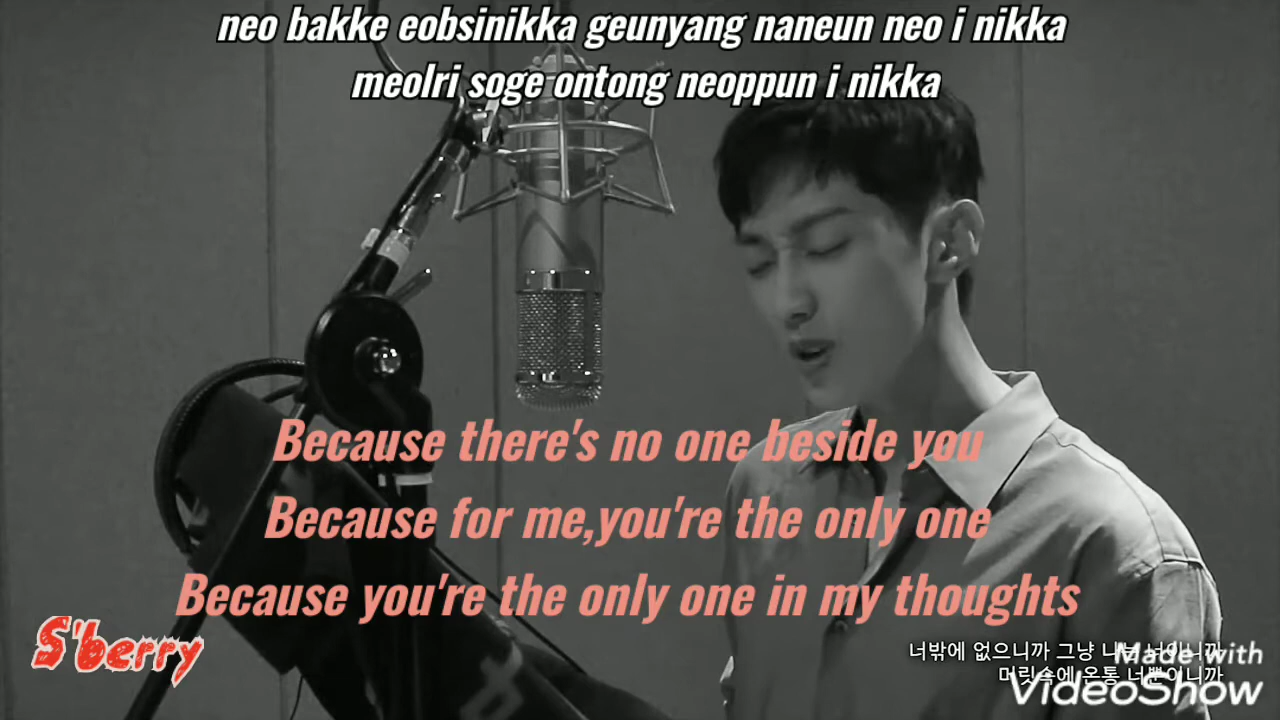 neo bakke eobsinikka geunyang naneun neo i nikka
meolri soge ontong neoppun i nikka
Because there's no one beside you
Because for me,you're the only one
Because you're the only one in my thoughts
S'berry
너밖에 없으니까 그냥
머릿속에 온통 너뿐이니까
Made with
VideoShow